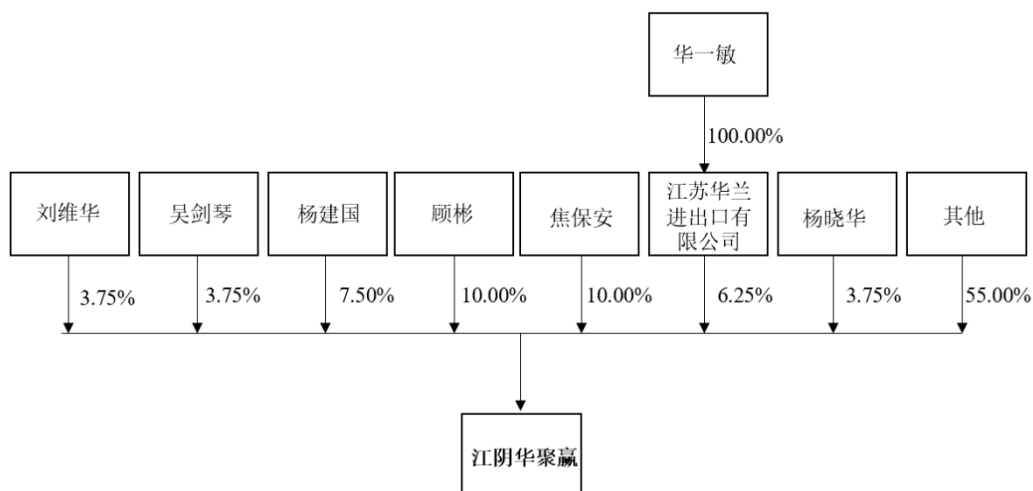 华一敏
100.00%
刘维华
吴剑琴
杨建国
顾彬
焦保安
江苏华兰
进出口有
限公司
杨晓华
其他
3.75%
3.75%
7.50%
10.00%
10.00%
6.25%
3.75%
55.00%
江阴华聚赢